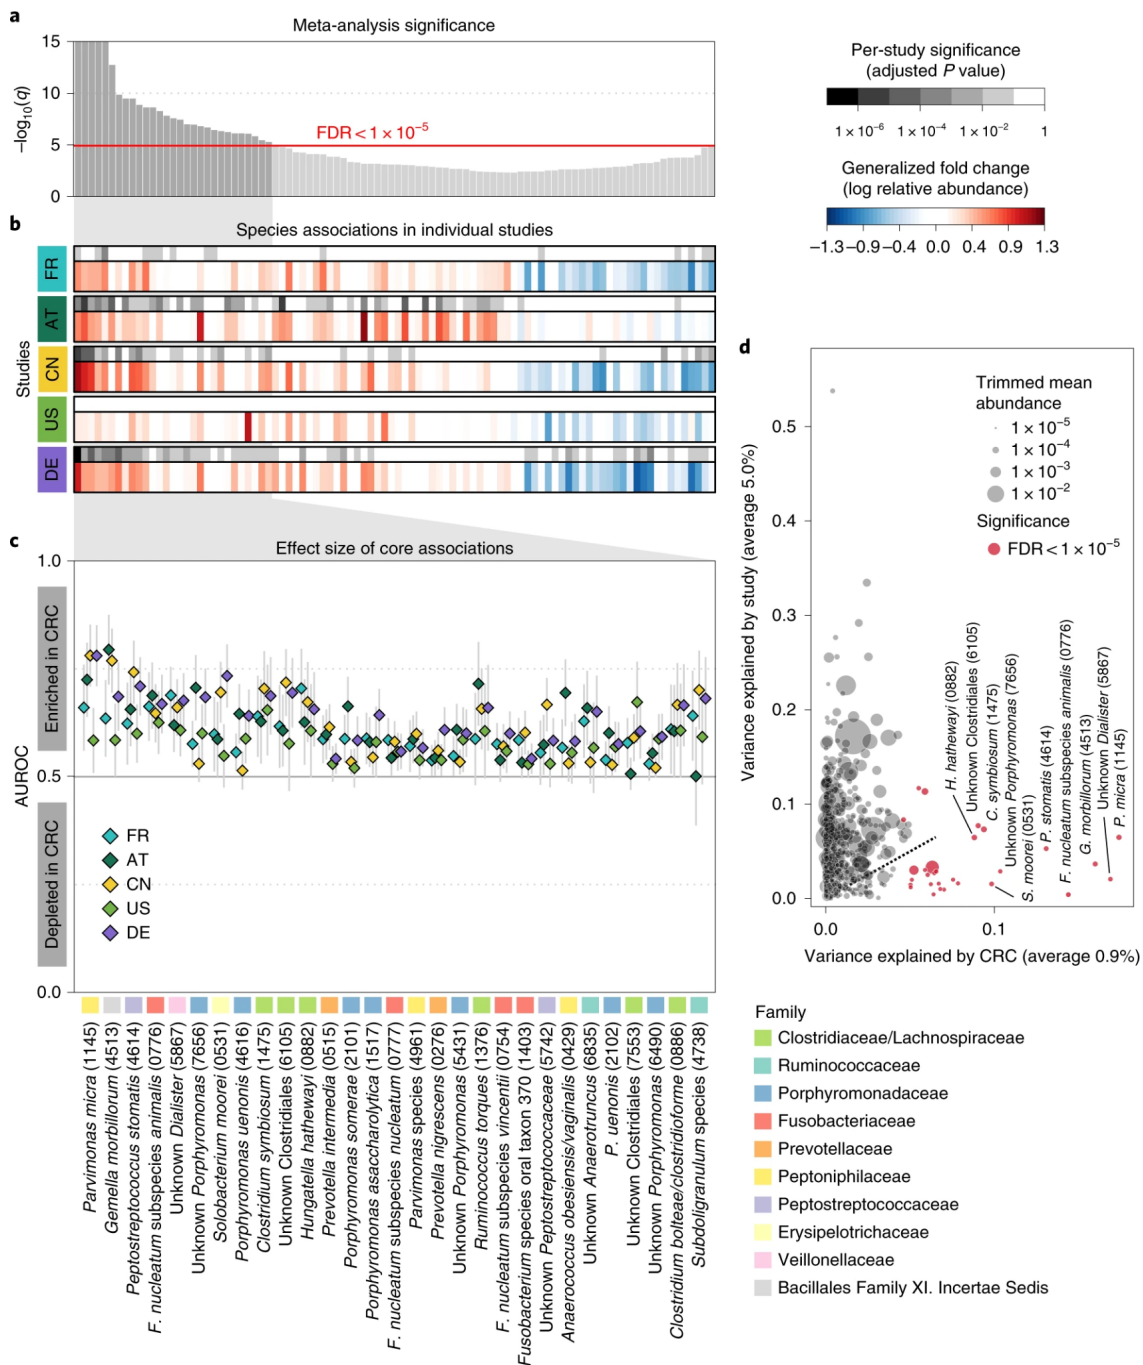 a
Meta-analysis significance
15
10
5
0
–log10(q)
FDR < 1 × 10–5
Per-study significance
(adjusted P value)
1 × 10–6 1 × 10–4 1 × 10–2 1
Generalized fold change
(log relative abundance)
–1.3 –0.9 –0.4 0.0 0.4 0.9 1.3
b
Species associations in individual studies
Studies
FR
AT
CN
US
DE
c
Effect size of core associations
1.0
0.5
0.0
AUROC
Enriched in CRC
Depleted in CRC
FR
AT
CN
US
DE
Parvimonas micra (1145)
Gemella morbillorum (4513)
Peptostreptococcus stomatis (4614)
F. nucleatum subspecies animalis (0776)
Unknown Dialister (5867)
Unknown Porphyromonas (7656)
Solobacterium moorei (0531)
Porphyromonas uenonis (4616)
Clostridium symbiosum (1475)
Unknown Clostridiales (6105)
Hungatella hathewayi (0882)
Prevotella intermedia (0515)
Porphyromonas somerae (2101)
Porphyromonas asaccharolytica (1517)
F. nucleatum subspecies nucleatum (0777)
Parvimonas species (4961)
Prevotella nigrescens (0276)
Unknown Porphyromonas (5431)
Ruminococcus torques (1376)
F. nucleatum subspecies vincentii (0754)
Fusobacterium species oral taxon 370 (1403)
Unknown Peptostreptococcaceae (5742)
Anaerococcus obesiensis/vaginalis (0429)
Unknown Anaerotruncus (6835)
P. uenonis (2102)
Unknown Clostridiales (7553)
Unknown Porphyromonas (6490)
Clostridium bolteae/clostridioforme (0886)
Subdoligranulum species (4738)
d
Variance explained by study (average 5.0%)
0.5
0.4
0.3
0.2
0.1
0.0
Trimmed mean
abundance
1 × 10–5
1 × 10–4
1 × 10–3
1 × 10–2
Significance
FDR < 1 × 10–5
H. hathewayi (0882)
Unknown Clostridiales (6105)
C. symbiosum (1475)
Unknown Porphyromonas (7656)
S. moorei (0531)
P. stomatis (4614)
F. nucleatum subspecies animalis (0776)
G. morbillorum (4513)
Unknown Dialister (5867)
P. micra (1145)
0.0 0.1
Variance explained by CRC (average 0.9%)
Family
Clostridiaceae/Lachnospiraceae
Ruminococcaceae
Porphyromonadaceae
Fusobacteriaceae
Prevotellaceae
Peptoniphilaceae
Peptostreptococcaceae
Erysipelotrichaceae
Veillonellaceae
Bacillales Family XI. Incertae Sedis